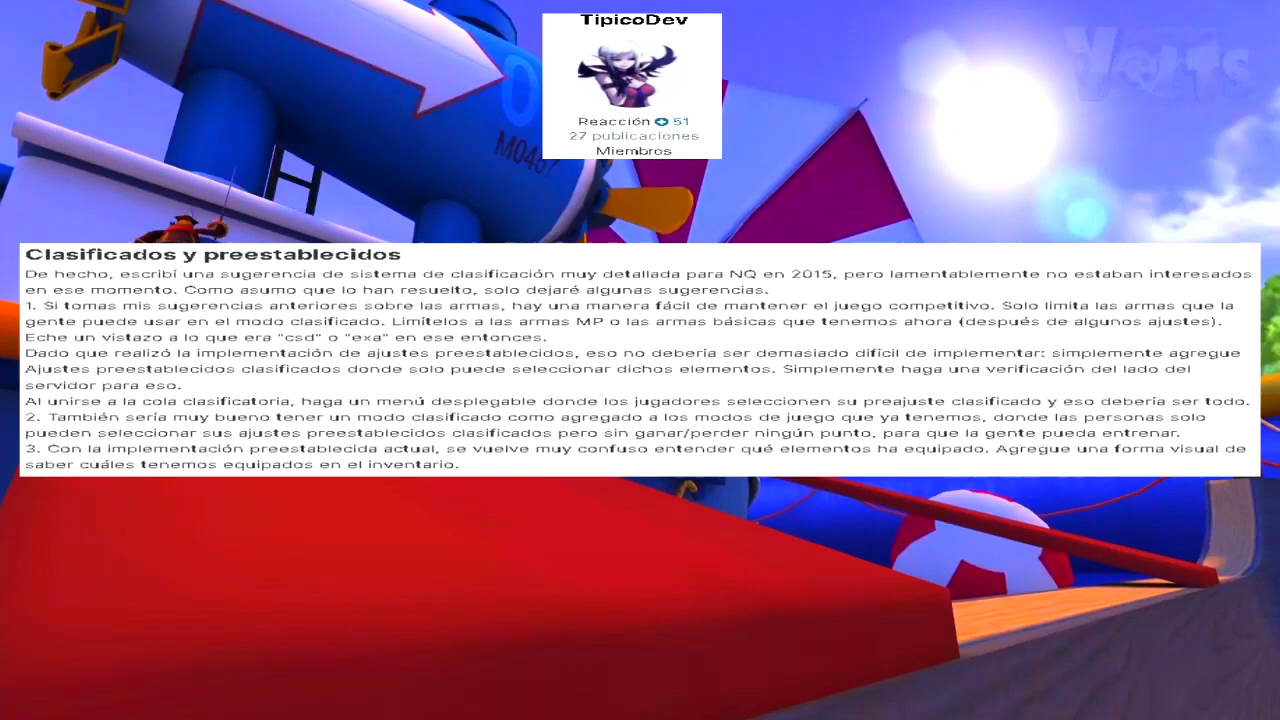 TipicoDev
Reacción 51
27 publicaciones
Miembros
Clasificados y preestablecidos
De hecho, escribí una sugerencia de sistema de clasificación muy detallada para NQ en 2015, pero lamentablemente no estaban interesados
en ese momento. Como asumo que lo han resuelto, solo dejaré algunas sugerencias.
1. Si tomas mis sugerencias anteriores sobre las armas, hay una manera fácil de mantener el juego competitivo. Solo limita las armas que la
gente puede usar en el modo clasificado. Limítelos a las armas MP o las armas básicas que tenemos ahora (después de algunos ajustes).
Eche un vistazo a lo que era "csd" o "exa" en ese entonces.
Dado que realizó la implementación de ajustes preestablecidos, eso no debería ser demasiado difícil de implementar: simplemente agregue
Ajustes preestablecidos clasificados donde solo puede seleccionar dichos elementos. Simplemente haga una verificación del lado del
servidor para eso.
Al unirse a la cola clasificatoria, haga un menú desplegable donde los jugadores seleccionen su preajuste clasificado y eso debería ser todo.
2. También sería muy bueno tener un modo clasificado como agregado a los modos de juego que ya tenemos, donde las personas solo
pueden seleccionar sus ajustes preestablecidos clasificados pero sin ganar/perder ningún punto, para que la gente pueda entrenar.
3. Con la implementación preestablecida actual, se vuelve muy confuso entender qué elementos ha equipado. Agregue una forma visual de
saber cuáles tenemos equipados en el inventario.